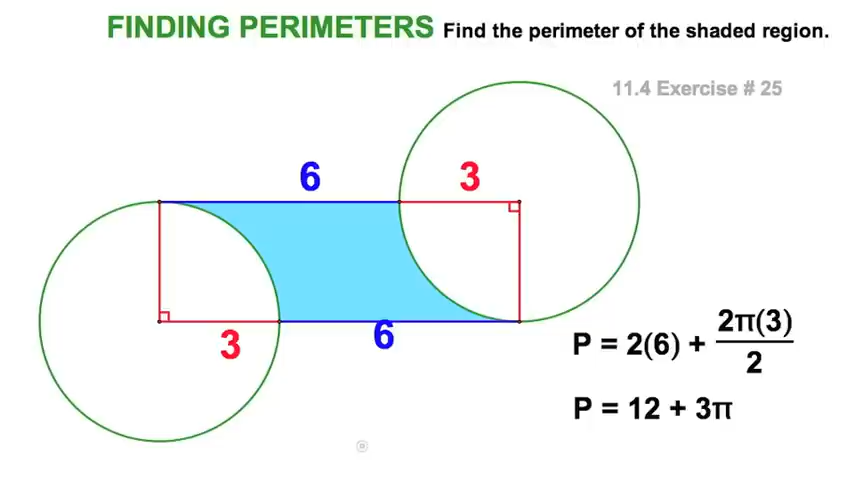 FINDING PERIMETERS Find the perimeter of the shaded region.
11.4 Exercise # 25
6
3
3
6
P = 2(6) + 2π(3)/2
P = 12 + 3π